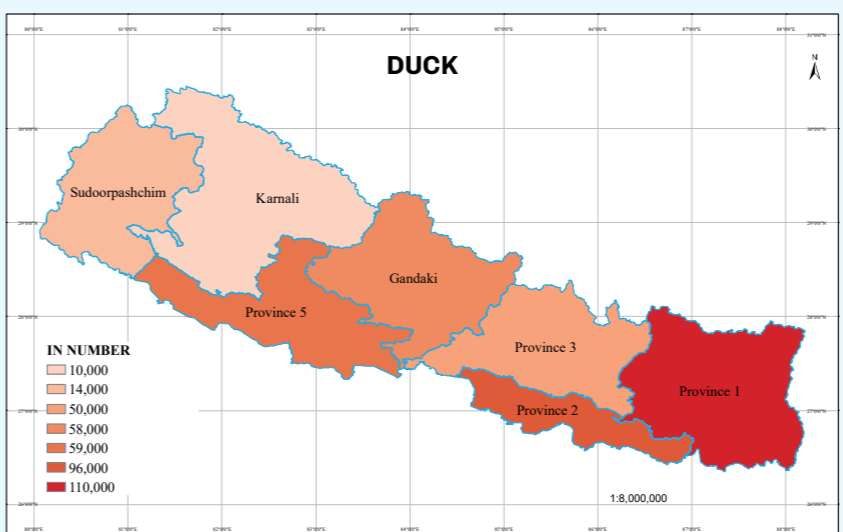 DUCK
N
Sudoorpashchim
Karnali
Gandaki
Province 5
Province 3
Province 1
Province 2
IN NUMBER
10,000
14,000
50,000
58,000
59,000
96,000
110,000
1:8,000,000